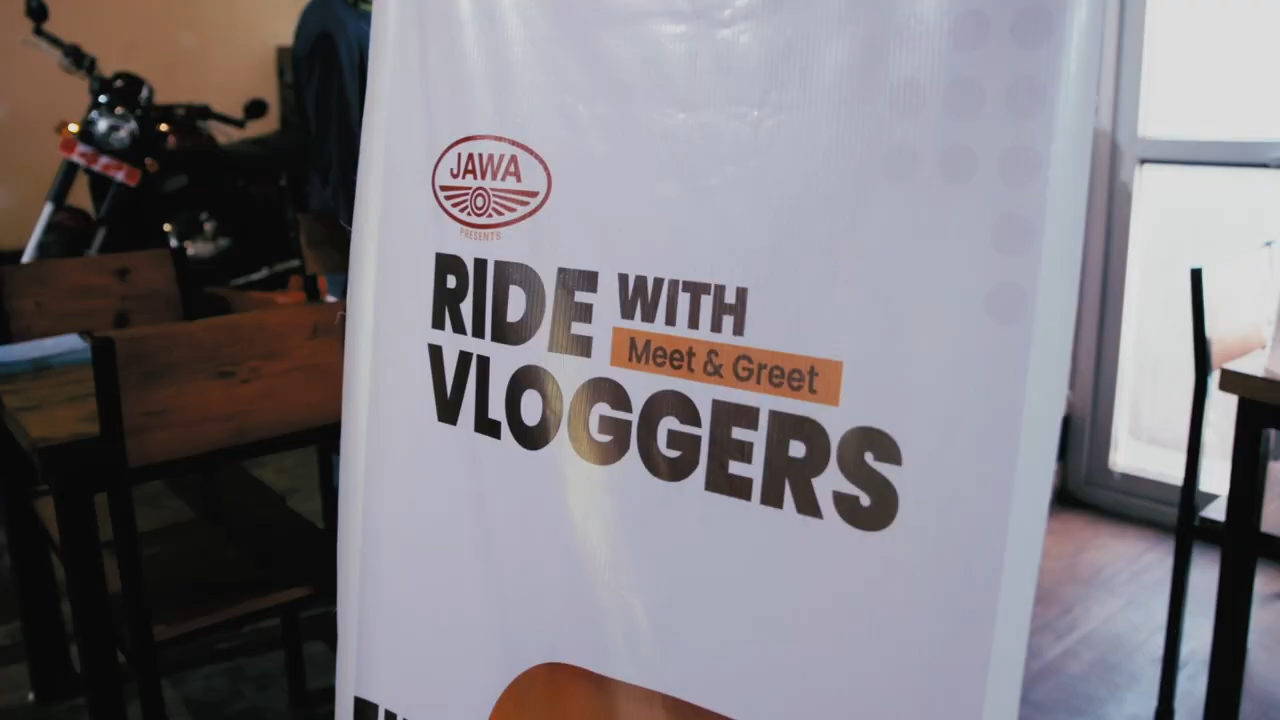 JAWA
PRESENTS
RIDE WITH
Meet & Greet
VLOGGERS